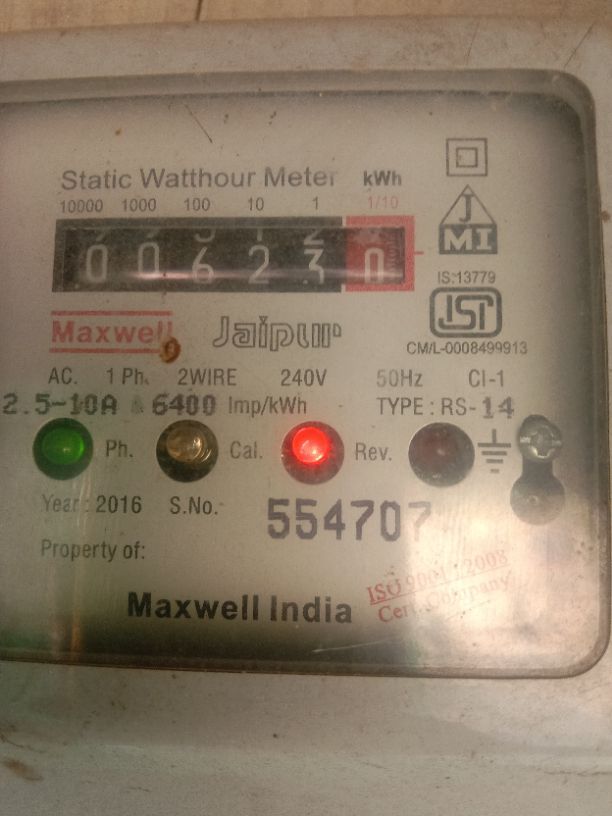 Static Watthour Meter kWh
10000 1000 100 10 1 1/10
0 0 6 2 3 0
J
MI
IS:13779
ISI
CM/L-0008499913
Maxwell Jaipur
AC. 1 Ph. 2WIRE 240V 50Hz Cl-1
2.5-10A & 6400 Imp/kWh TYPE : RS-14
Ph. Cal. Rev.
Year : 2016 S.No. 554707
Property of:
ISO 9001 : 2008
Cert. Company
Maxwell India